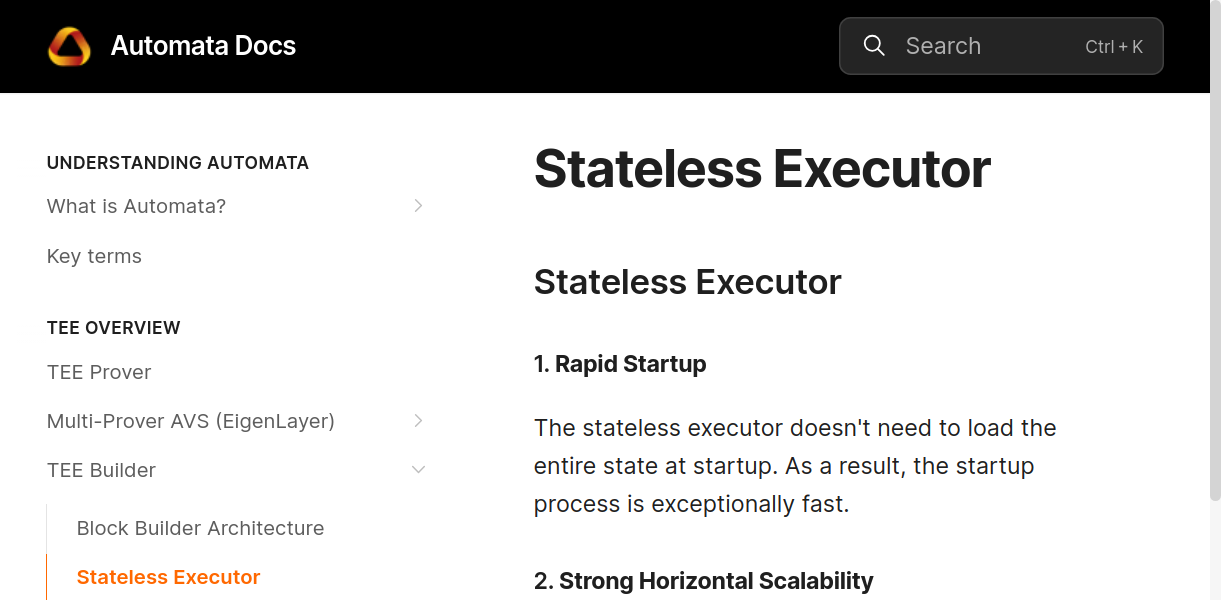 Automata Docs
Search
Ctrl + K
UNDERSTANDING AUTOMATA
What is Automata?
Key terms
TEE OVERVIEW
TEE Prover
Multi-Prover AVS (EigenLayer)
TEE Builder
Block Builder Architecture
Stateless Executor
Stateless Executor
Stateless Executor
1. Rapid Startup
The stateless executor doesn't need to load the
entire state at startup. As a result, the startup
process is exceptionally fast.
2. Strong Horizontal Scalability